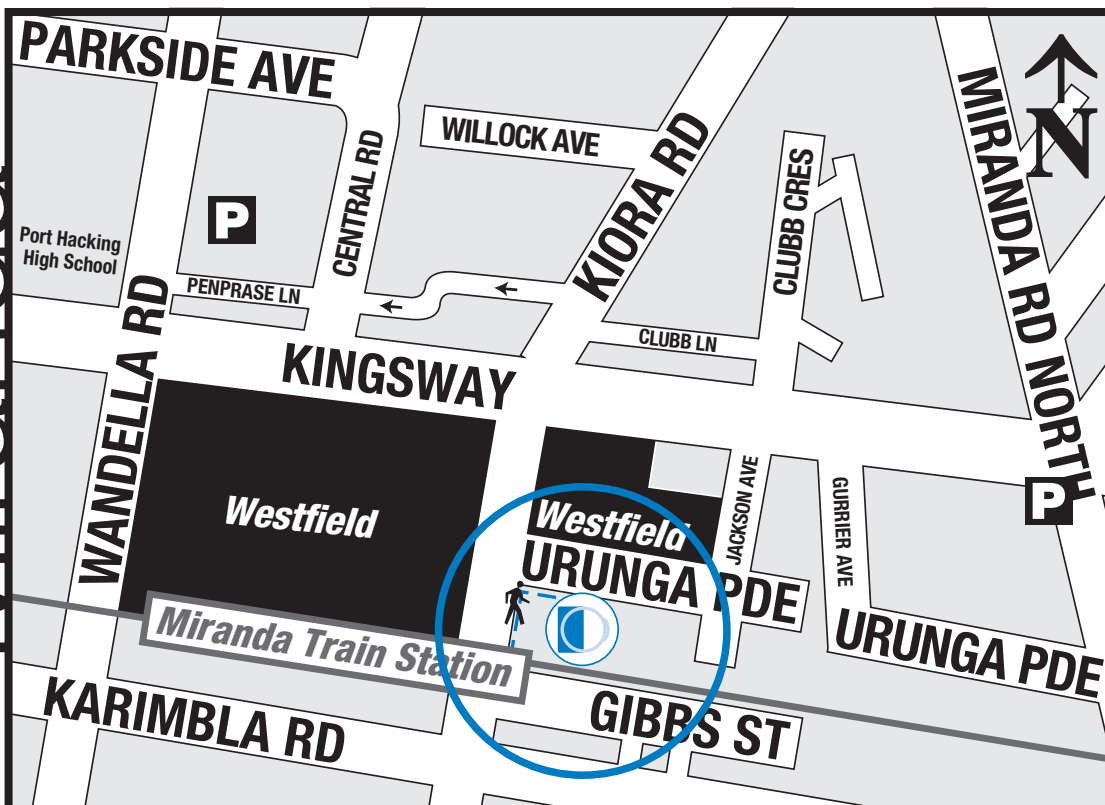 PARKSIDE AVE
MIRANDA RD NORTH
N
WILLOCK AVE
KIORA RD
CENTRAL RD
CLUBB CRES
P
Port Hacking
High School
PENPRASE LN
CLUBB LN
WANDELLA RD
KINGSWAY
P
JACKSON AVE
GURRIER AVE
Westfield
Westfield
URUNGA PDE
URUNGA PDE
Miranda Train Station
KARIMBLA RD
GIBBS ST